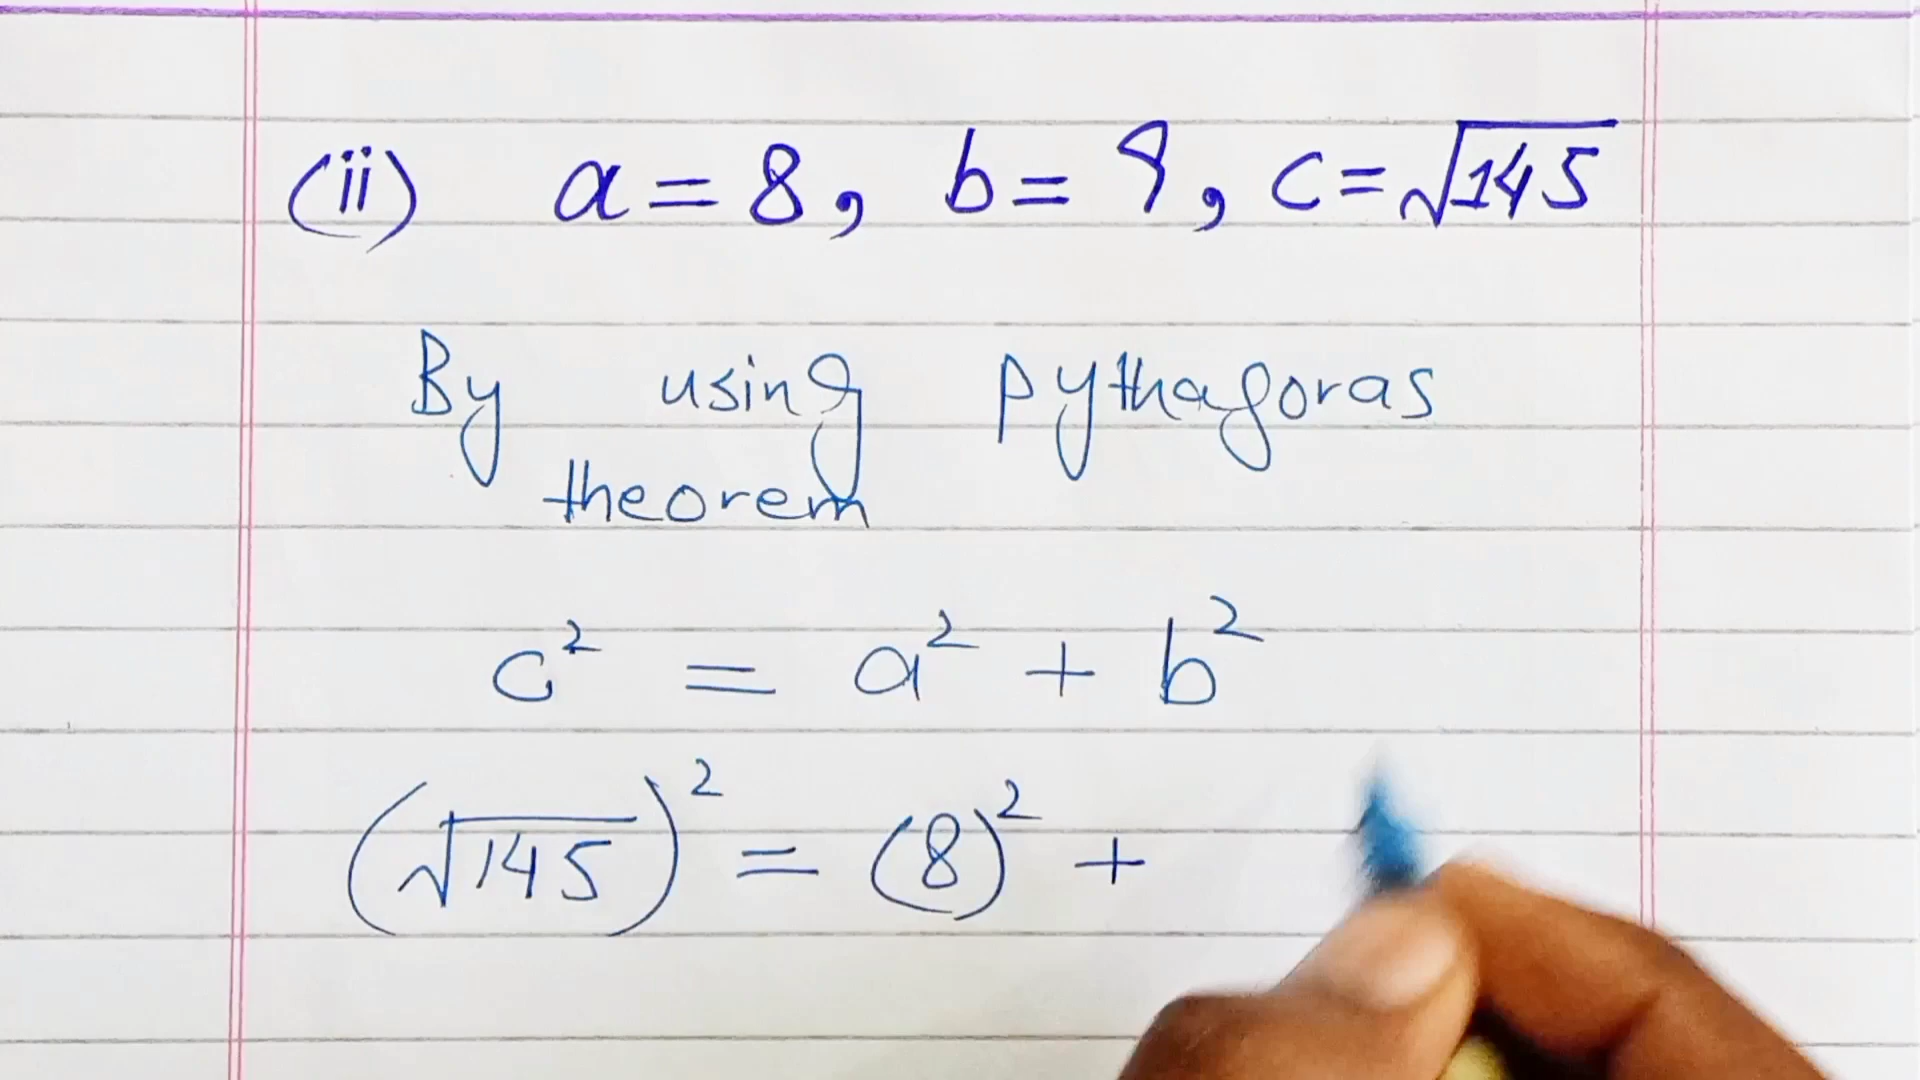 (ii) a = 8, b = 9, c = √145
By using pythagoras
theorem
c² = a² + b²
(√145)² = (8)² +